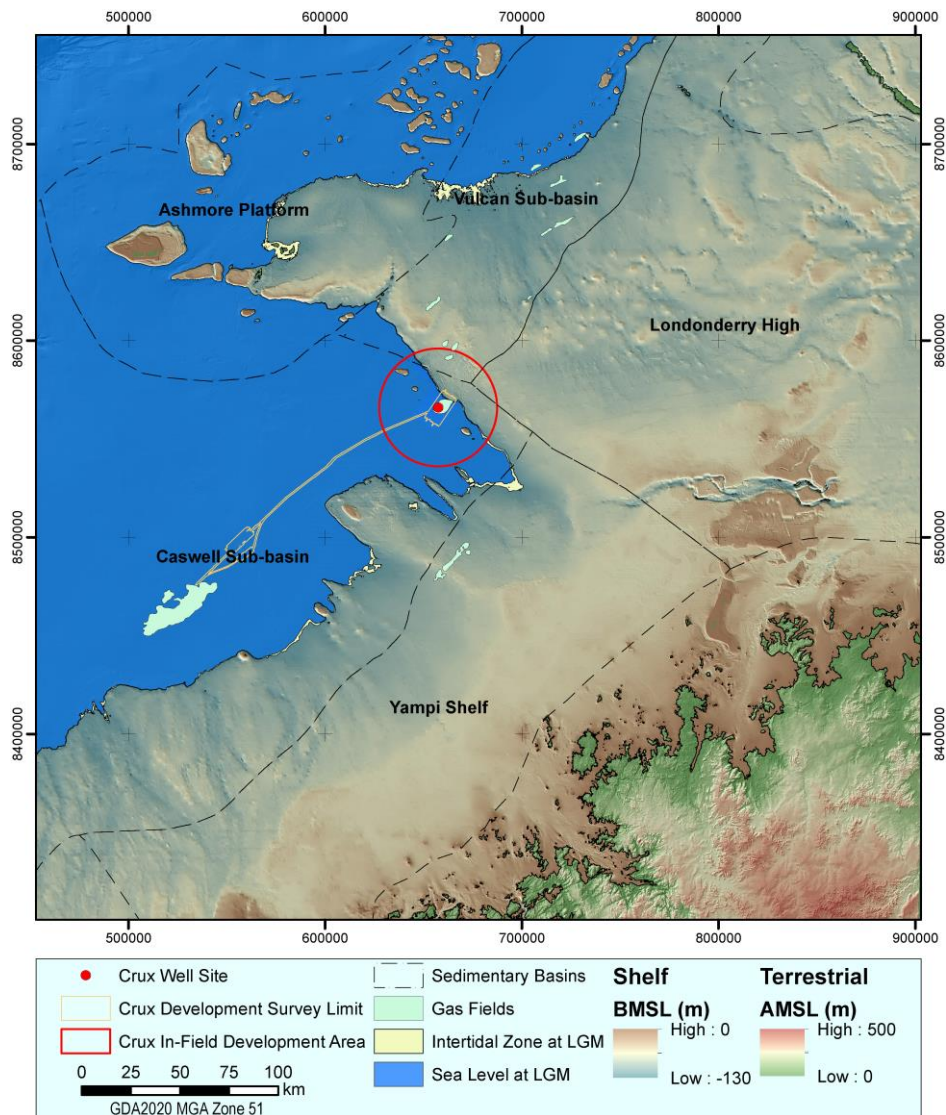 500000 600000 700000 800000 900000
8700000 8700000
Ashmore Platform
Vulcan Sub-basin
Londonderry High
8600000 8600000
8500000 8500000
Caswell Sub-basin
Yampi Shelf
8400000 8400000
500000 600000 700000 800000 900000
Crux Well Site
Crux Development Survey Limit
Crux In-Field Development Area
0 25 50 75 100
km
GDA2020 MGA Zone 51
Sedimentary Basins
Gas Fields
Intertidal Zone at LGM
Sea Level at LGM
Shelf
BMSL (m)
High : 0
Low : -130
Terrestrial
AMSL (m)
High : 500
Low : 0